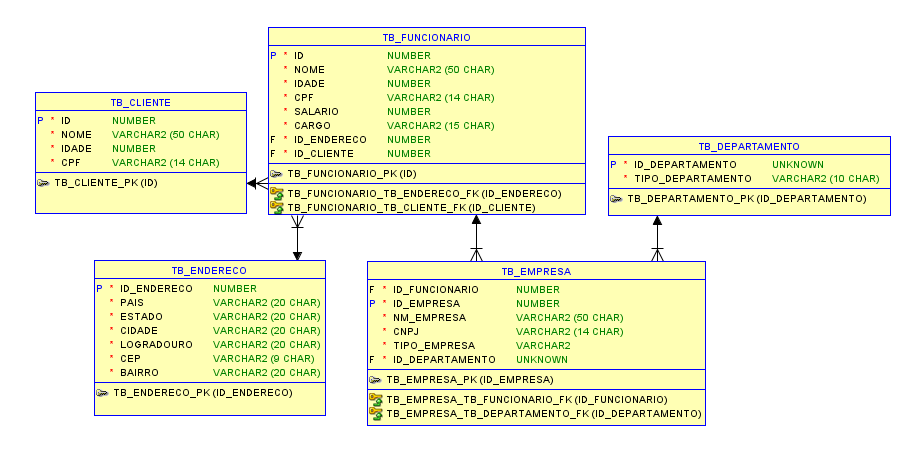 TB_FUNCIONARIO
P * ID NUMBER
* NOME VARCHAR2 (50 CHAR)
* IDADE NUMBER
* CPF VARCHAR2 (14 CHAR)
* SALARIO NUMBER
* CARGO VARCHAR2 (15 CHAR)
F * ID_ENDERECO NUMBER
F * ID_CLIENTE NUMBER
TB_FUNCIONARIO_PK (ID)
TB_FUNCIONARIO_TB_ENDERECO_FK (ID_ENDERECO)
TB_FUNCIONARIO_TB_CLIENTE_FK (ID_CLIENTE)
TB_CLIENTE
P * ID NUMBER
* NOME VARCHAR2 (50 CHAR)
* IDADE NUMBER
* CPF VARCHAR2 (14 CHAR)
TB_CLIENTE_PK (ID)
TB_DEPARTAMENTO
P * ID_DEPARTAMENTO UNKNOWN
* TIPO_DEPARTAMENTO VARCHAR2 (10 CHAR)
TB_DEPARTAMENTO_PK (ID_DEPARTAMENTO)
TB_ENDERECO
P * ID_ENDERECO NUMBER
* PAIS VARCHAR2 (20 CHAR)
* ESTADO VARCHAR2 (20 CHAR)
* CIDADE VARCHAR2 (20 CHAR)
* LOGRADOURO VARCHAR2 (20 CHAR)
* CEP VARCHAR2 (9 CHAR)
* BAIRRO VARCHAR2 (20 CHAR)
TB_ENDERECO_PK (ID_ENDERECO)
TB_EMPRESA
F * ID_FUNCIONARIO NUMBER
P * ID_EMPRESA NUMBER
* NM_EMPRESA VARCHAR2 (50 CHAR)
* CNPJ VARCHAR2 (14 CHAR)
* TIPO_EMPRESA VARCHAR2
F * ID_DEPARTAMENTO UNKNOWN
TB_EMPRESA_PK (ID_EMPRESA)
TB_EMPRESA_TB_FUNCIONARIO_FK (ID_FUNCIONARIO)
TB_EMPRESA_TB_DEPARTAMENTO_FK (ID_DEPARTAMENTO)